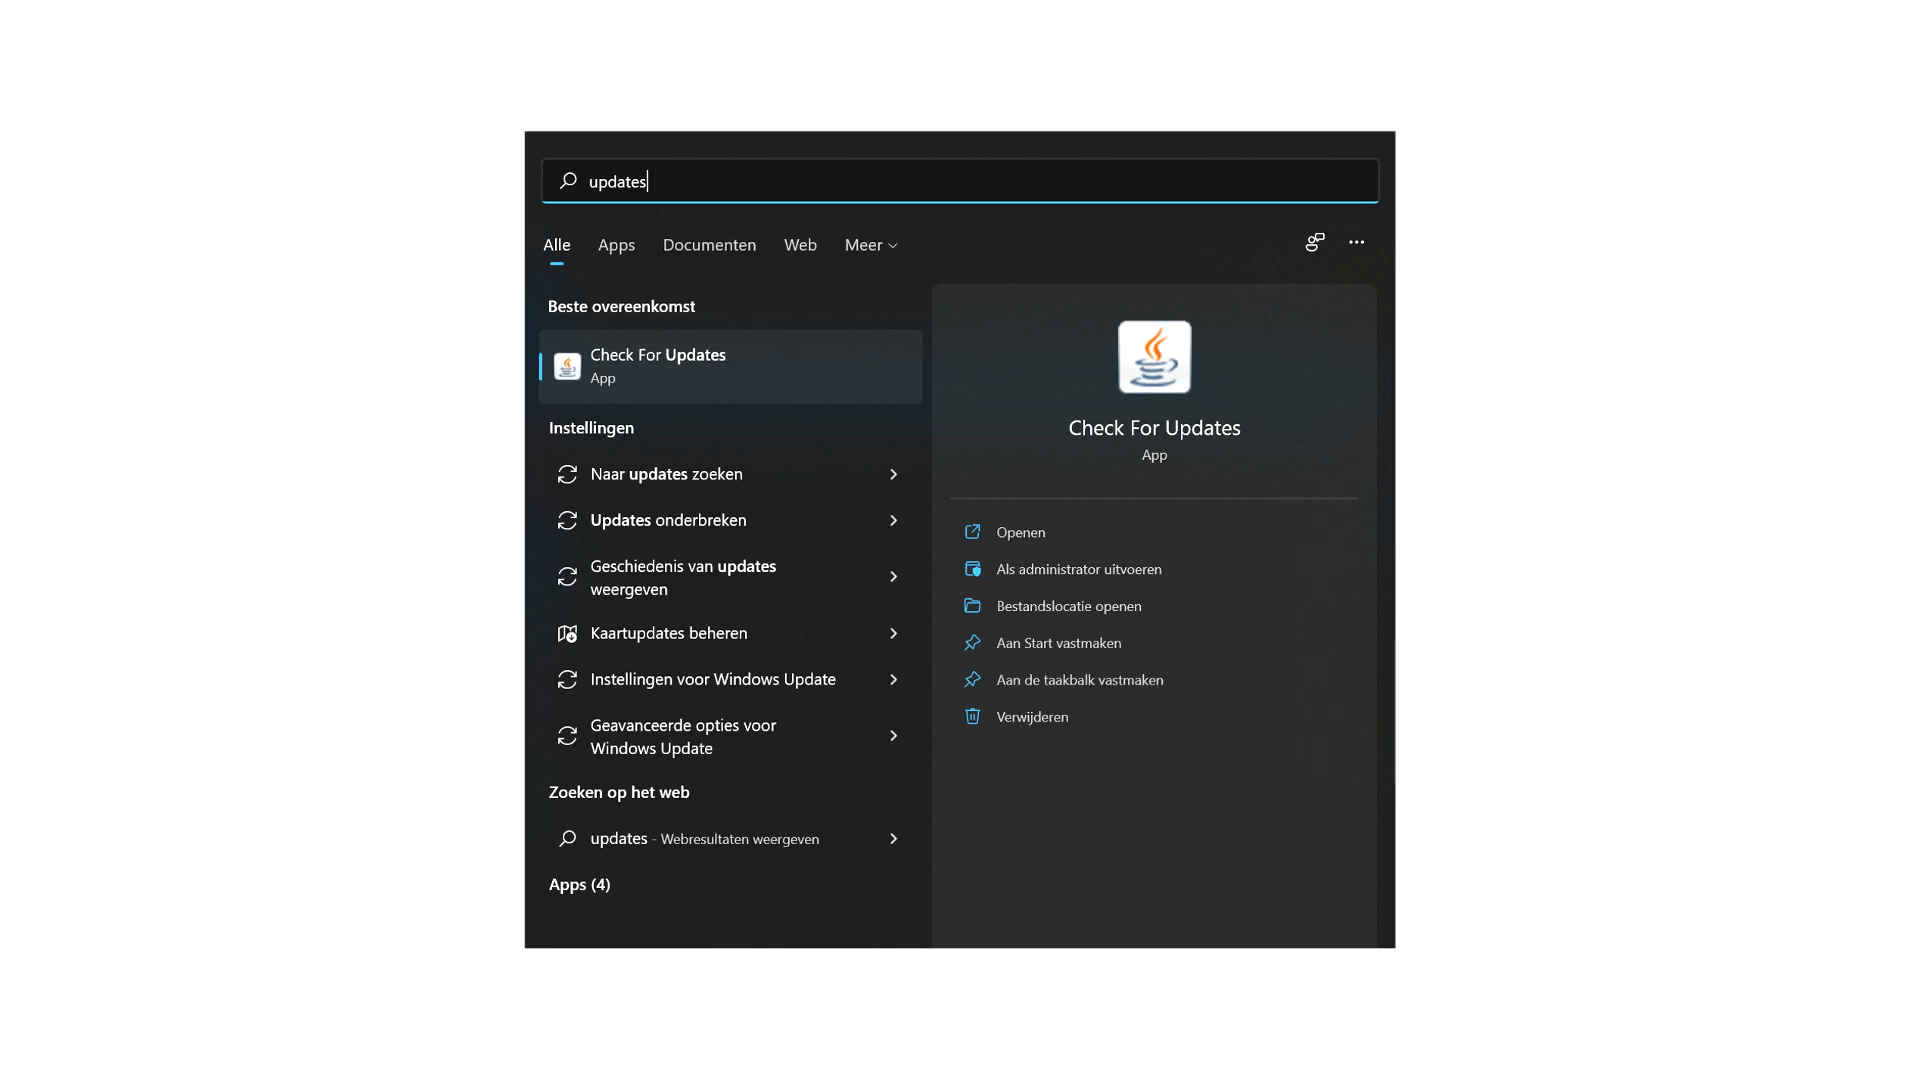 updates
Alle Apps Documenten Web Meer
Beste overeenkomst
Check For Updates
App
Instellingen
Naar updates zoeken
Updates onderbreken
Geschiedenis van updates
weergeven
Kaartupdates beheren
Instellingen voor Windows Update
Geavanceerde opties voor
Windows Update
Zoeken op het web
updates - Webresultaten weergeven
Apps (4)
Check For Updates
App
Openen
Als administrator uitvoeren
Bestandslocatie openen
Aan Start vastmaken
Aan de taakbalk vastmaken
Verwijderen